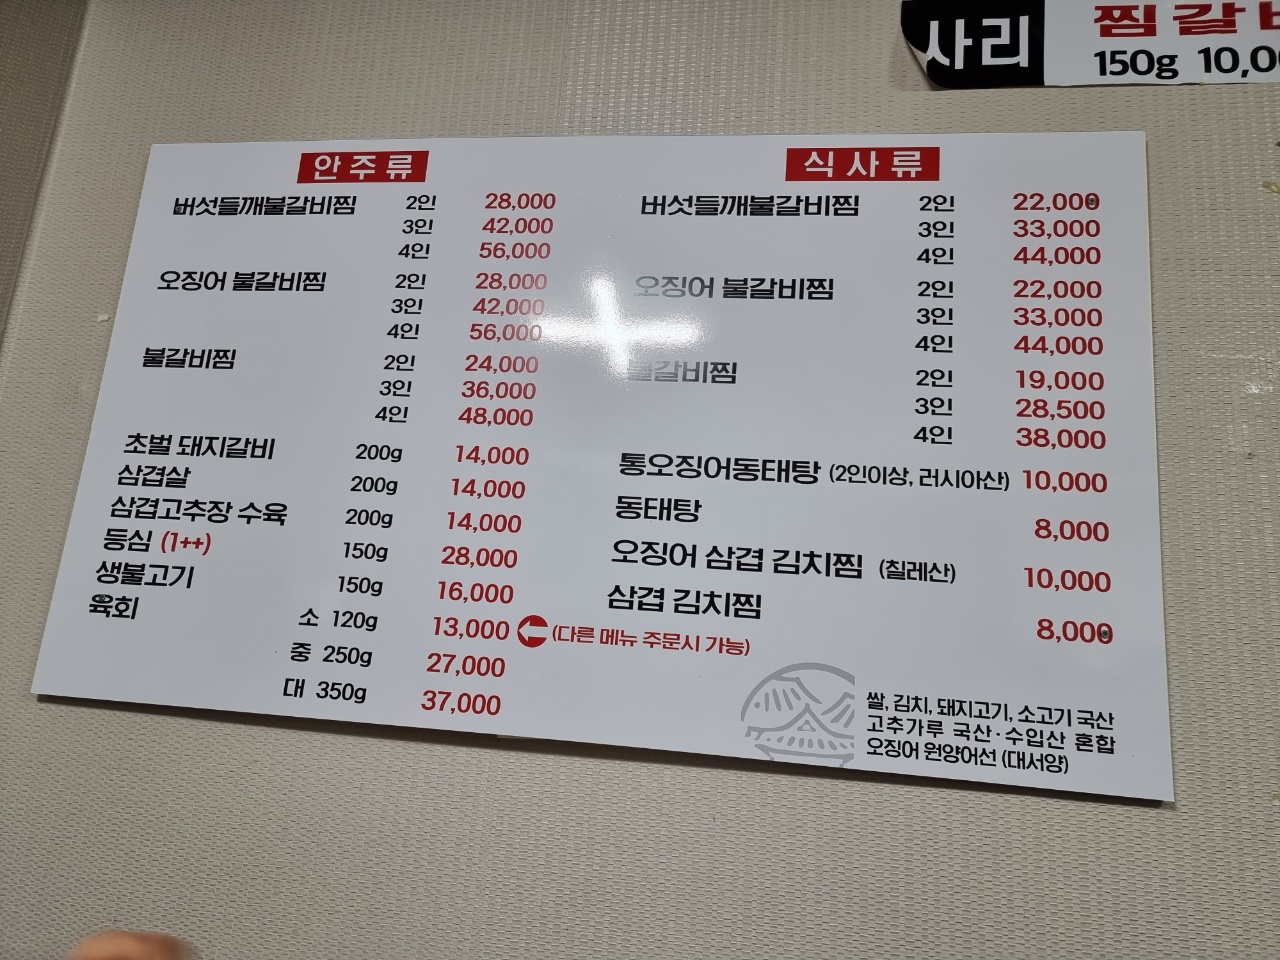 사리
찜갈
150g 10,0
안주류
버섯들깨불갈비찜 2인 28,000
3인 42,000
4인 56,000
오징어 불갈비찜 2인 28,000
3인 42,000
4인 56,000
불갈비찜 2인 24,000
3인 36,000
4인 48,000
초벌 돼지갈비 200g 14,000
삼겹살 200g 14,000
삼겹고추장 수육 200g 14,000
등심 (1++) 150g 28,000
생불고기 150g 16,000
육회 소 120g 13,000 (다른 메뉴 주문시 가능)
중 250g 27,000
대 350g 37,000
식사류
버섯들깨불갈비찜 2인 22,000
3인 33,000
4인 44,000
오징어 불갈비찜 2인 22,000
3인 33,000
4인 44,000
불갈비찜 2인 19,000
3인 28,500
4인 38,000
통오징어동태탕 (2인이상, 러시아산) 10,000
동태탕 8,000
오징어 삼겹 김치찜 (칠레산) 10,000
삼겹 김치찜 8,000
쌀, 김치, 돼지고기, 소고기 국산
고추가루 국산·수입산 혼합
오징어 원양어선 (대서양)